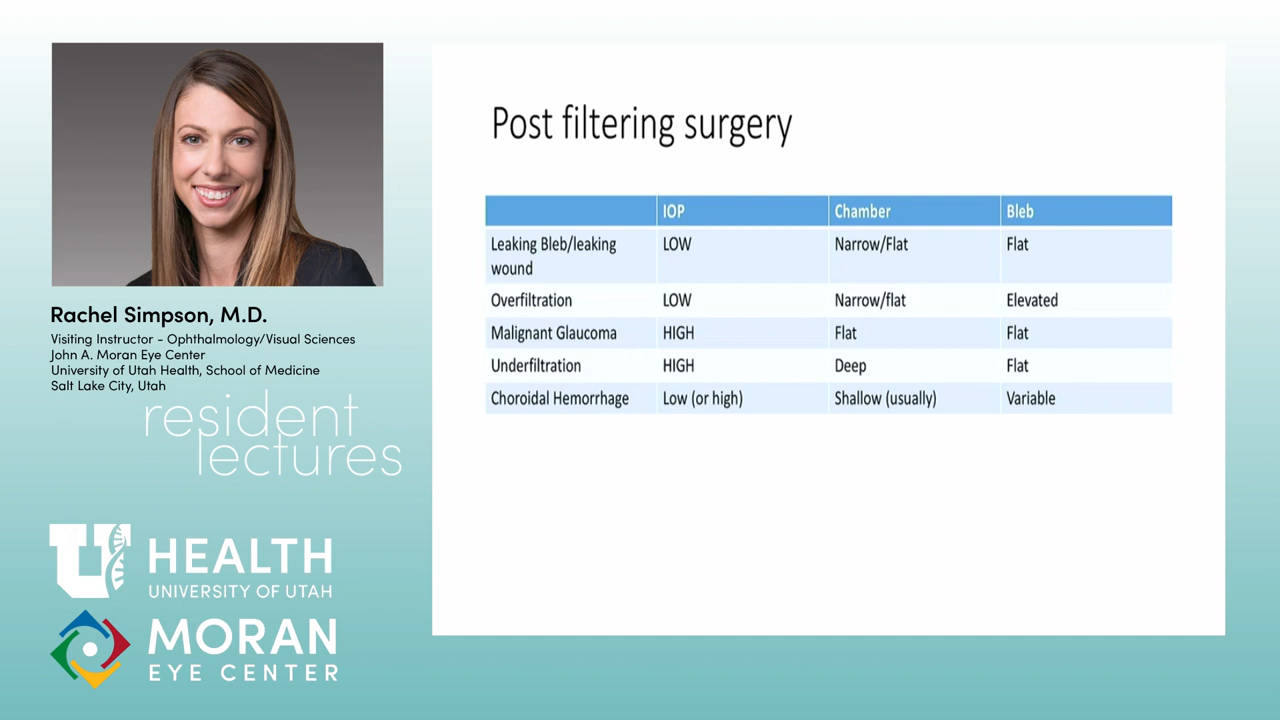 Rachel Simpson, M.D.
Visiting Instructor - Ophthalmology/Visual Sciences
John A. Moran Eye Center
University of Utah Health, School of Medicine
Salt Lake City, Utah
resident
lectures
U HEALTH
UNIVERSITY OF UTAH
MORAN
EYE CENTER
Post filtering surgery
IOP Chamber Bleb
Leaking Bleb/leaking wound LOW Narrow/Flat Flat
Overfiltration LOW Narrow/flat Elevated
Malignant Glaucoma HIGH Flat Flat
Underfiltration HIGH Deep Flat
Choroidal Hemorrhage Low (or high) Shallow (usually) Variable